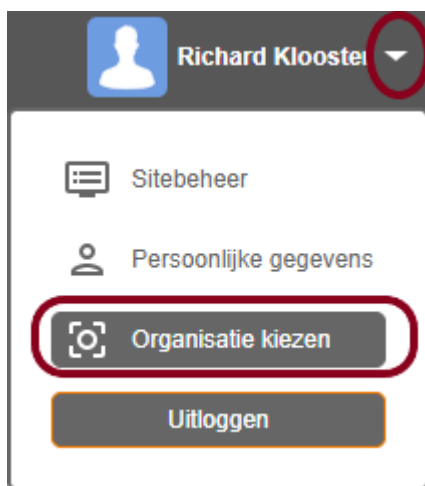 Richard Klooster
Sitebeheer
Persoonlijke gegevens
Organisatie kiezen
Uitloggen